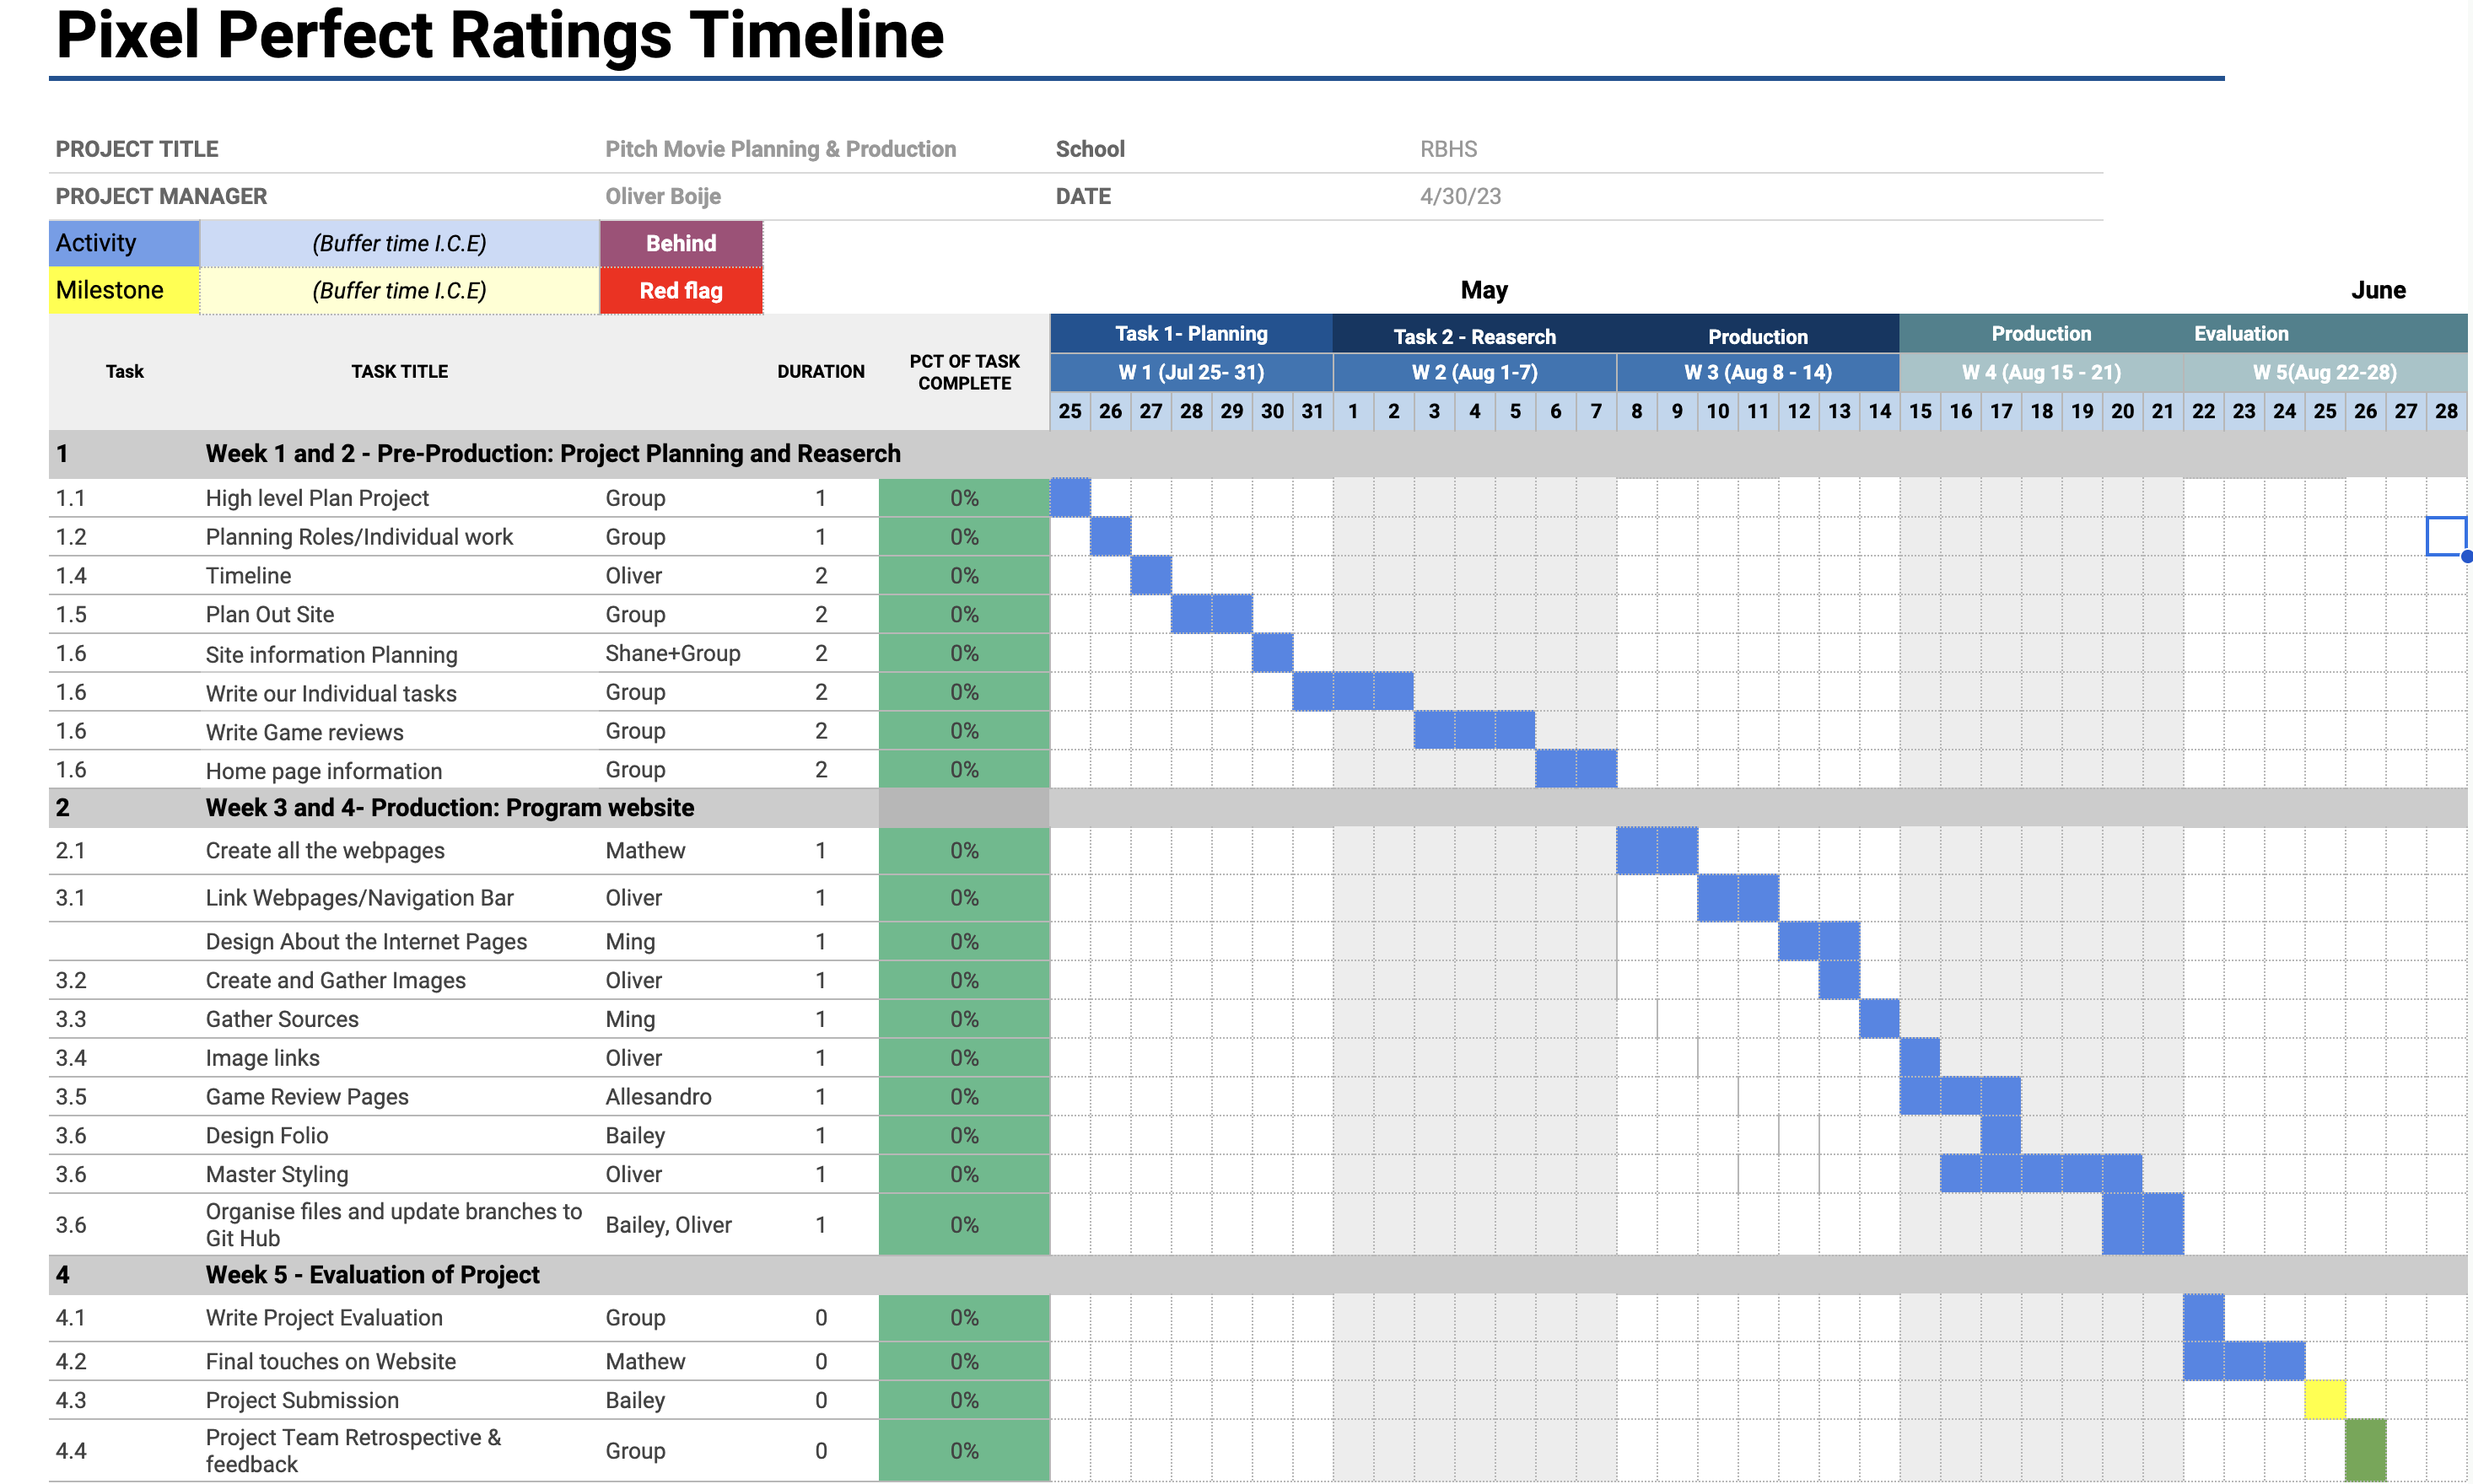 Pixel Perfect Ratings Timeline
PROJECT TITLE Pitch Movie Planning & Production School RBHS
PROJECT MANAGER Oliver Boije DATE 4/30/23
Activity (Buffer time I.C.E) Behind
Milestone (Buffer time I.C.E) Red flag
May June
Task 1- Planning Task 2 - Reaserch Production Production Evaluation
Task TASK TITLE DURATION PCT OF TASK COMPLETE W 1 (Jul 25- 31) W 2 (Aug 1-7) W 3 (Aug 8 - 14) W 4 (Aug 15 - 21) W 5(Aug 22-28)
25 26 27 28 29 30 31 1 2 3 4 5 6 7 8 9 10 11 12 13 14 15 16 17 18 19 20 21 22 23 24 25 26 27 28
1 Week 1 and 2 - Pre-Production: Project Planning and Reaserch
1.1 High level Plan Project Group 1 0%
1.2 Planning Roles/Individual work Group 1 0%
1.4 Timeline Oliver 2 0%
1.5 Plan Out Site Group 2 0%
1.6 Site information Planning Shane+Group 2 0%
1.6 Write our Individual tasks Group 2 0%
1.6 Write Game reviews Group 2 0%
1.6 Home page information Group 2 0%
2 Week 3 and 4- Production: Program website
2.1 Create all the webpages Mathew 1 0%
3.1 Link Webpages/Navigation Bar Oliver 1 0%
Design About the Internet Pages Ming 1 0%
3.2 Create and Gather Images Oliver 1 0%
3.3 Gather Sources Ming 1 0%
3.4 Image links Oliver 1 0%
3.5 Game Review Pages Allesandro 1 0%
3.6 Design Folio Bailey 1 0%
3.6 Master Styling Oliver 1 0%
3.6 Organise files and update branches to Git Hub Bailey, Oliver 1 0%
4 Week 5 - Evaluation of Project
4.1 Write Project Evaluation Group 0 0%
4.2 Final touches on Website Mathew 0 0%
4.3 Project Submission Bailey 0 0%
4.4 Project Team Retrospective & feedback Group 0 0%